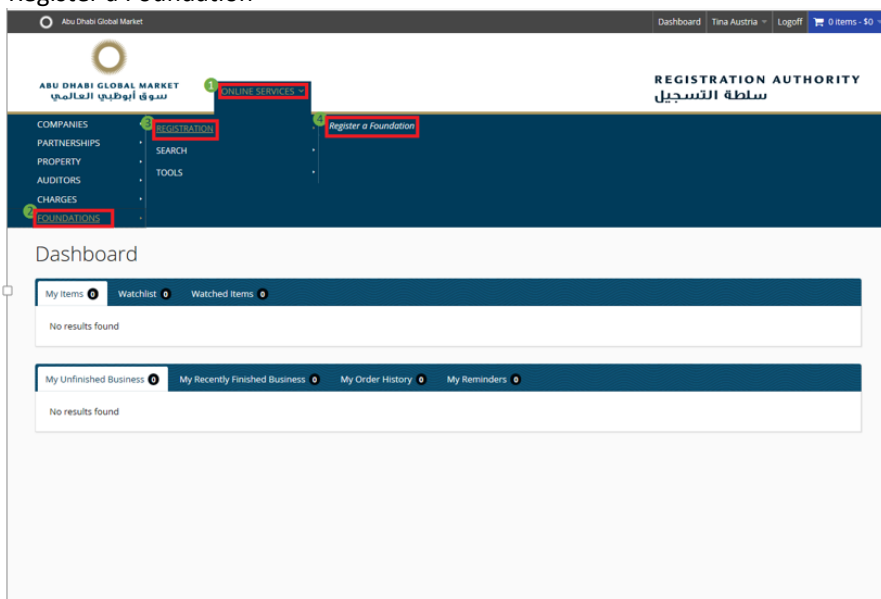 Register a Foundation
Abu Dhabi Global Market
Dashboard Tina Austria Logoff 0 items - $0
ABU DHABI GLOBAL MARKET
سوق أبوظبي العالمي
1 ONLINE SERVICES
REGISTRATION AUTHORITY
سلطة التسجيل
COMPANIES
PARTNERSHIPS
PROPERTY
AUDITORS
CHARGES
2 FOUNDATIONS
3 REGISTRATION
SEARCH
TOOLS
4 Register a Foundation
Dashboard
My Items 0 Watchlist 0 Watched Items 0
No results found
My Unfinished Business 0 My Recently Finished Business 0 My Order History 0 My Reminders 0
No results found